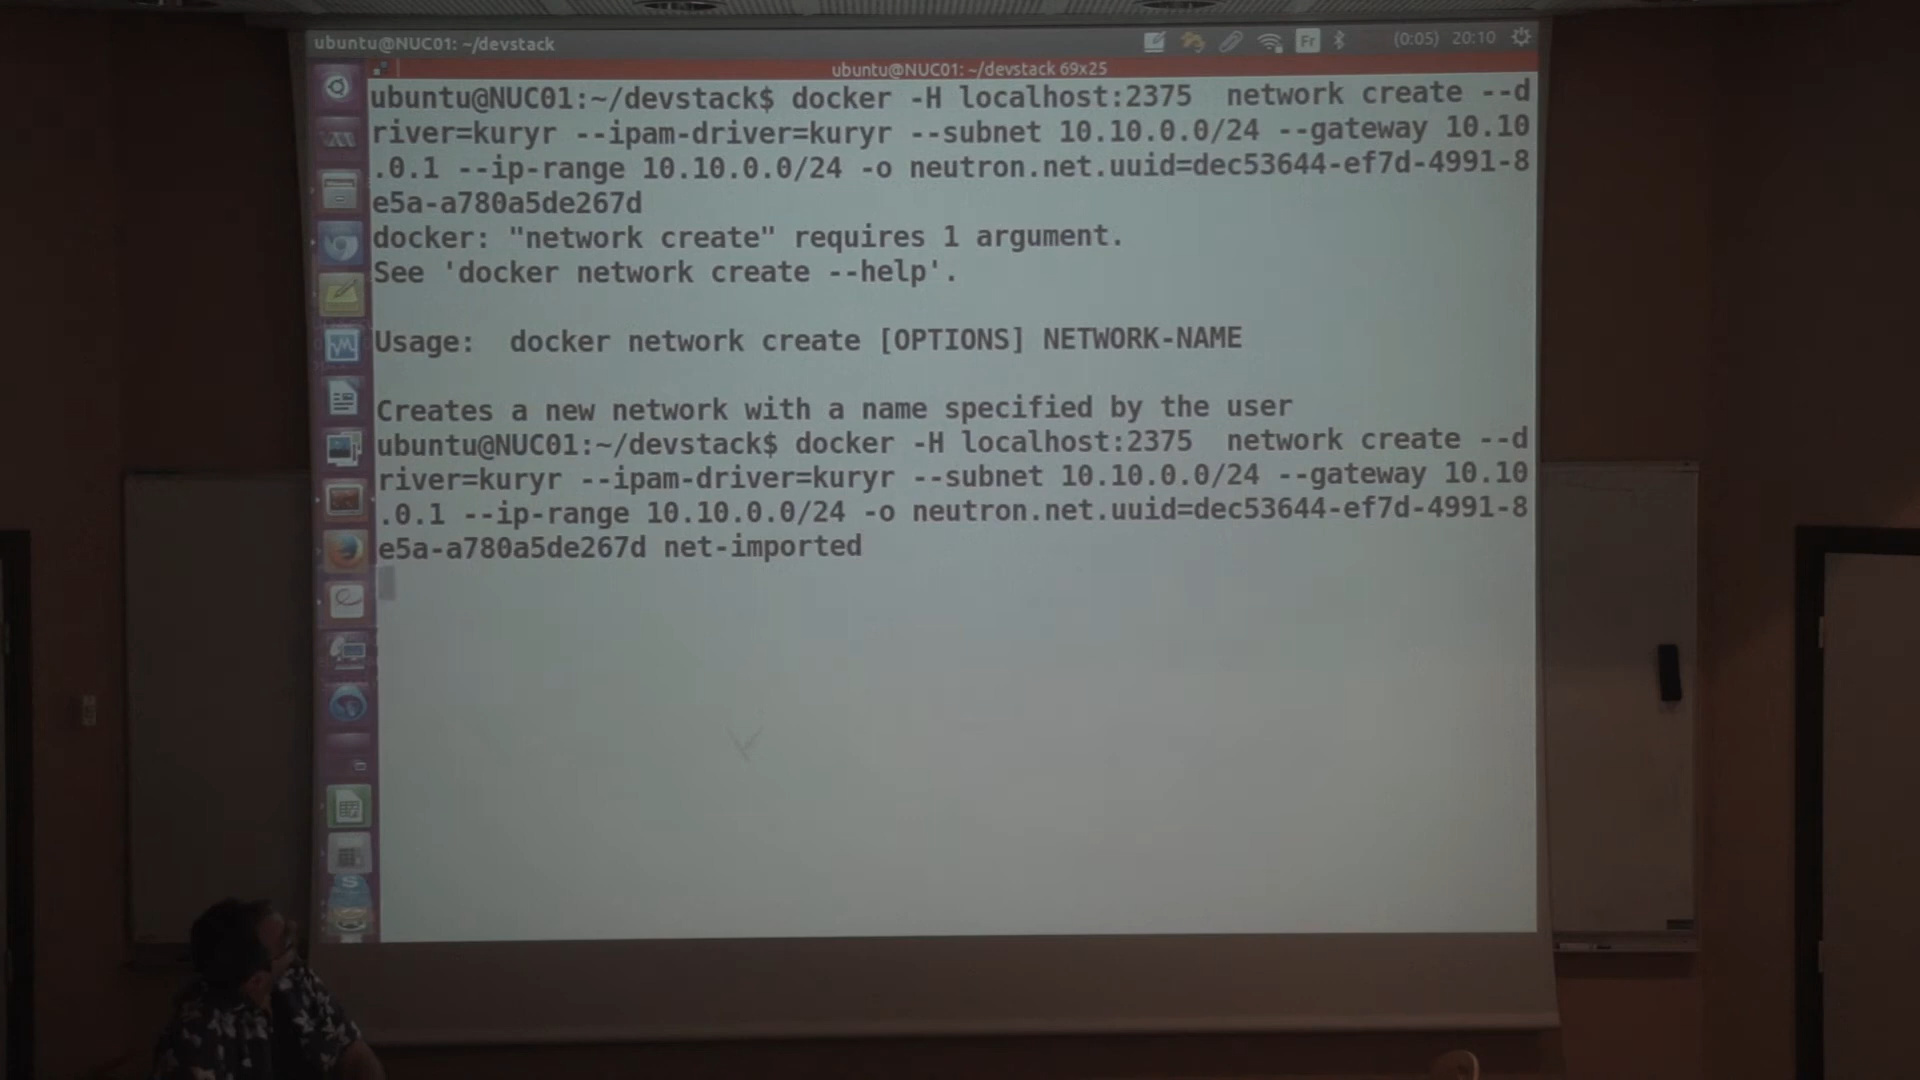 ubuntu@NUC01: ~/devstack
Fr
(0:05) 20:10
ubuntu@NUC01: ~/devstack 69x25
ubuntu@NUC01:~/devstack$ docker -H localhost:2375  network create --d
river=kuryr --ipam-driver=kuryr --subnet 10.10.0.0/24 --gateway 10.10
.0.1 --ip-range 10.10.0.0/24 -o neutron.net.uuid=dec53644-ef7d-4991-8
e5a-a780a5de267d
docker: "network create" requires 1 argument.
See 'docker network create --help'.
Usage:  docker network create [OPTIONS] NETWORK-NAME
Creates a new network with a name specified by the user
ubuntu@NUC01:~/devstack$ docker -H localhost:2375  network create --d
river=kuryr --ipam-driver=kuryr --subnet 10.10.0.0/24 --gateway 10.10
.0.1 --ip-range 10.10.0.0/24 -o neutron.net.uuid=dec53644-ef7d-4991-8
e5a-a780a5de267d net-imported